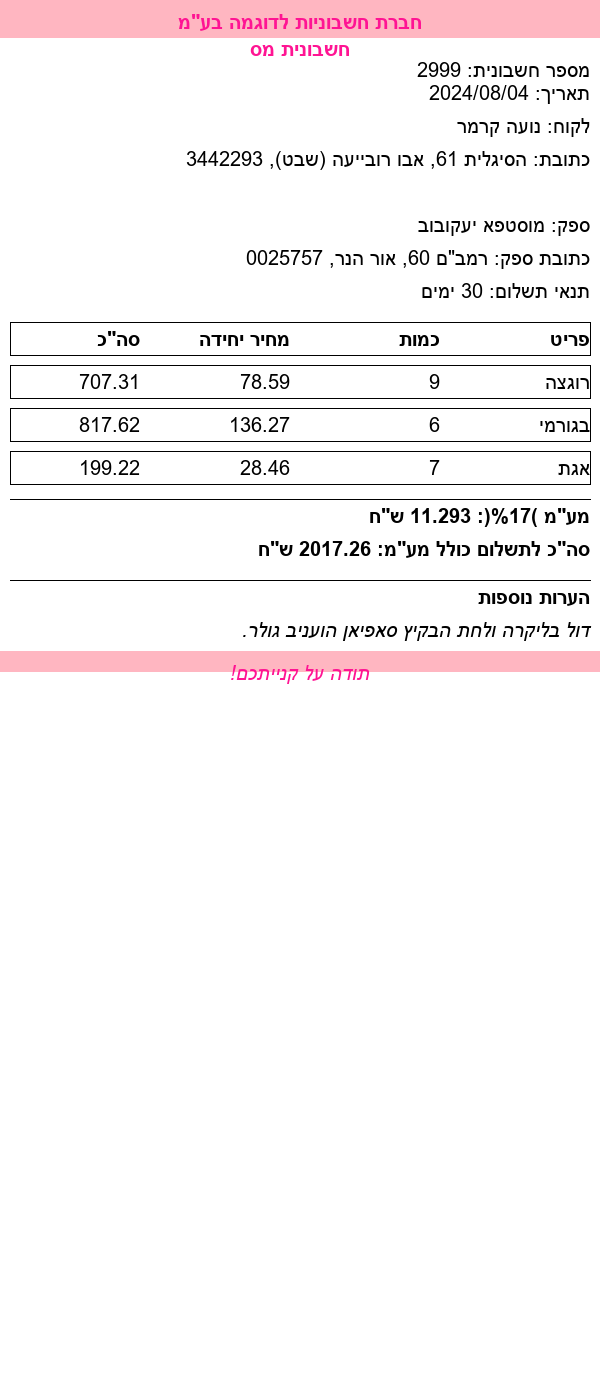 חברת חשבוניות לדוגמה בע"מ
חשבונית מס
מספר חשבונית: 2999
תאריך: 2024/08/04
לקוח: נועה קרמר
כתובת: הסיגלית 61, אבו רובייעה (שבט), 3442293
ספק: מוסטפא יעקובוב
כתובת ספק: רמב"ם 60, אור הנר, 0025757
תנאי תשלום: 30 ימים
פריט כמות מחיר יחידה סה"כ
רוגצה 9 78.59 707.31
בגורמי 6 136.27 817.62
אגת 7 28.46 199.22
מע"מ )17%(: 11.293 ש"ח
סה"כ לתשלום כולל מע"מ: 2017.26 ש"ח
הערות נוספות
דול בליקרה ולחת הבקיץ סאפיאן הועניב גולר.
תודה על קנייתכם!